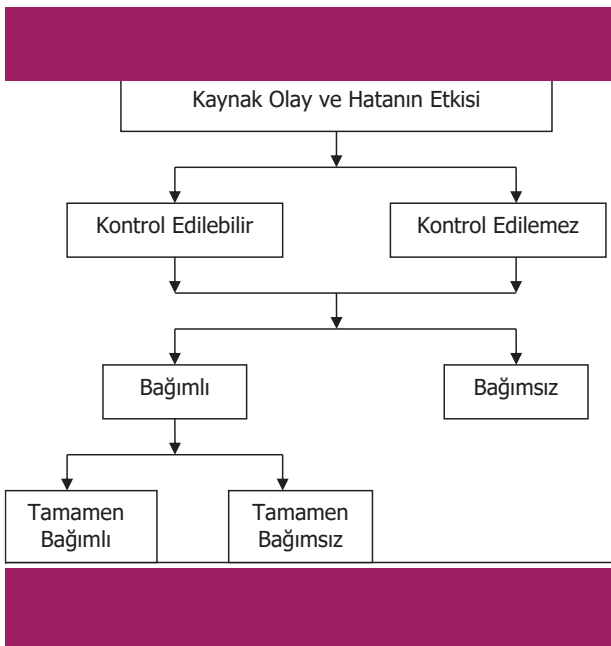 Kaynak Olay ve Hatanın Etkisi
Kontrol Edilebilir
Kontrol Edilemez
Bağımlı
Bağımsız
Tamamen
Bağımlı
Tamamen
Bağımsız